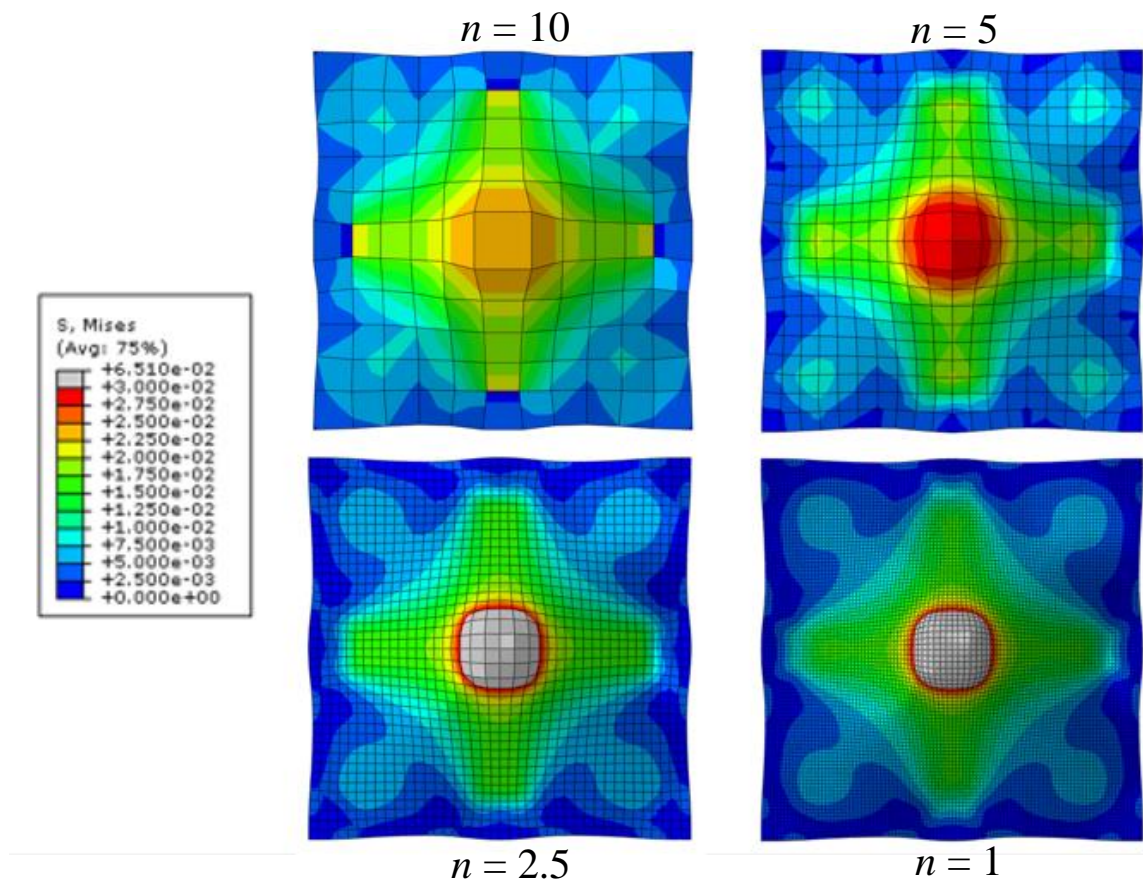 n = 10
n = 5
S, Mises
(Avg: 75%)
+6.510e-02
+3.000e-02
+2.750e-02
+2.500e-02
+2.250e-02
+2.000e-02
+1.750e-02
+1.500e-02
+1.250e-02
+1.000e-02
+7.500e-03
+5.000e-03
+2.500e-03
+0.000e+00
n = 2.5
n = 1